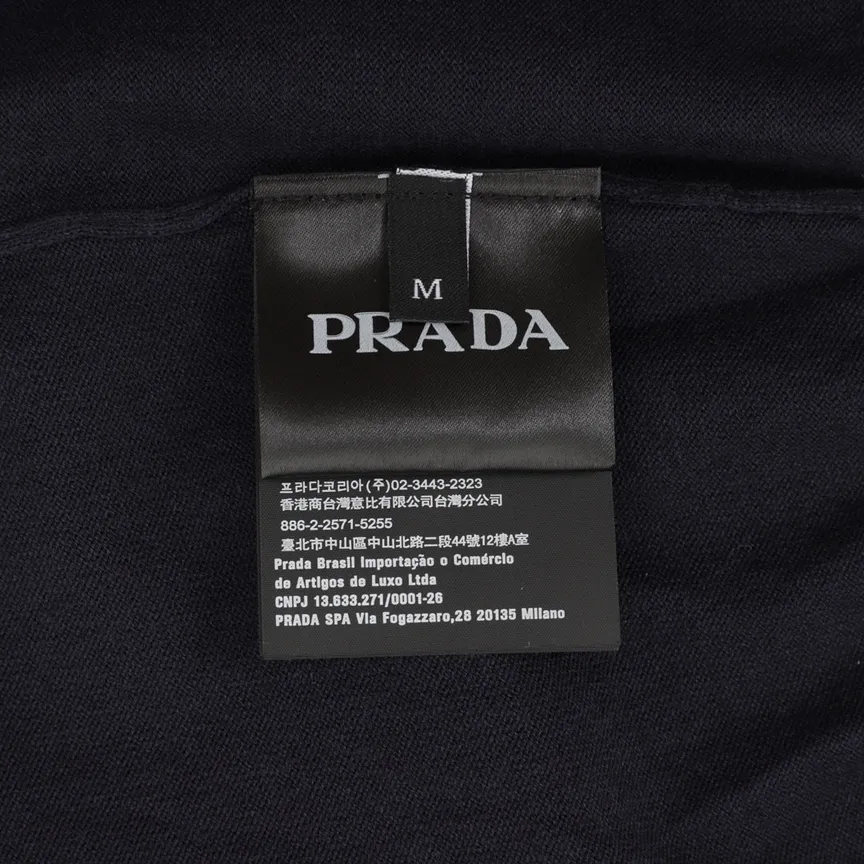 M
PRADA
프라다코리아(주)02-3443-2323
香港商台灣意比有限公司台灣分公司
886-2-2571-5255
臺北市中山區中山北路二段44號12樓A室
Prada Brasil Importação o Comércio
de Artigos de Luxo Ltda
CNPJ 13.633.271/0001-26
PRADA SPA Via Fogazzaro,28 20135 Milano